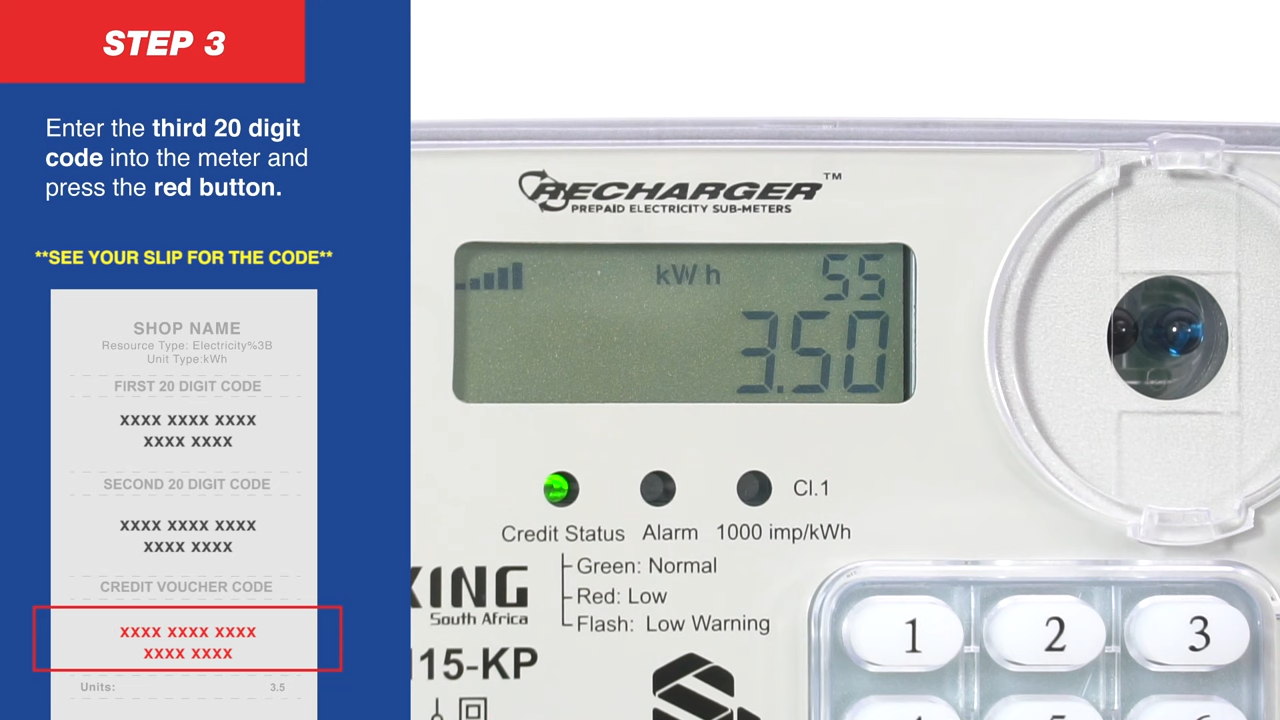 STEP 3
Enter the third 20 digit
code into the meter and
press the red button.
**SEE YOUR SLIP FOR THE CODE**
SHOP NAME
Resource Type: Electricity%3B
Unit Type:kWh
FIRST 20 DIGIT CODE
XXXX XXXX XXXX
XXXX XXXX
SECOND 20 DIGIT CODE
XXXX XXXX XXXX
XXXX XXXX
CREDIT VOUCHER CODE
XXXX XXXX XXXX
XXXX XXXX
Units: 3.5
RECHARGER™
PREPAID ELECTRICITY SUB-METERS
kWh 55
3.50
Cl.1
Credit Status Alarm 1000 imp/kWh
Green: Normal
Red: Low
Flash: Low Warning
KING
South Africa
115-KP
1 2 3